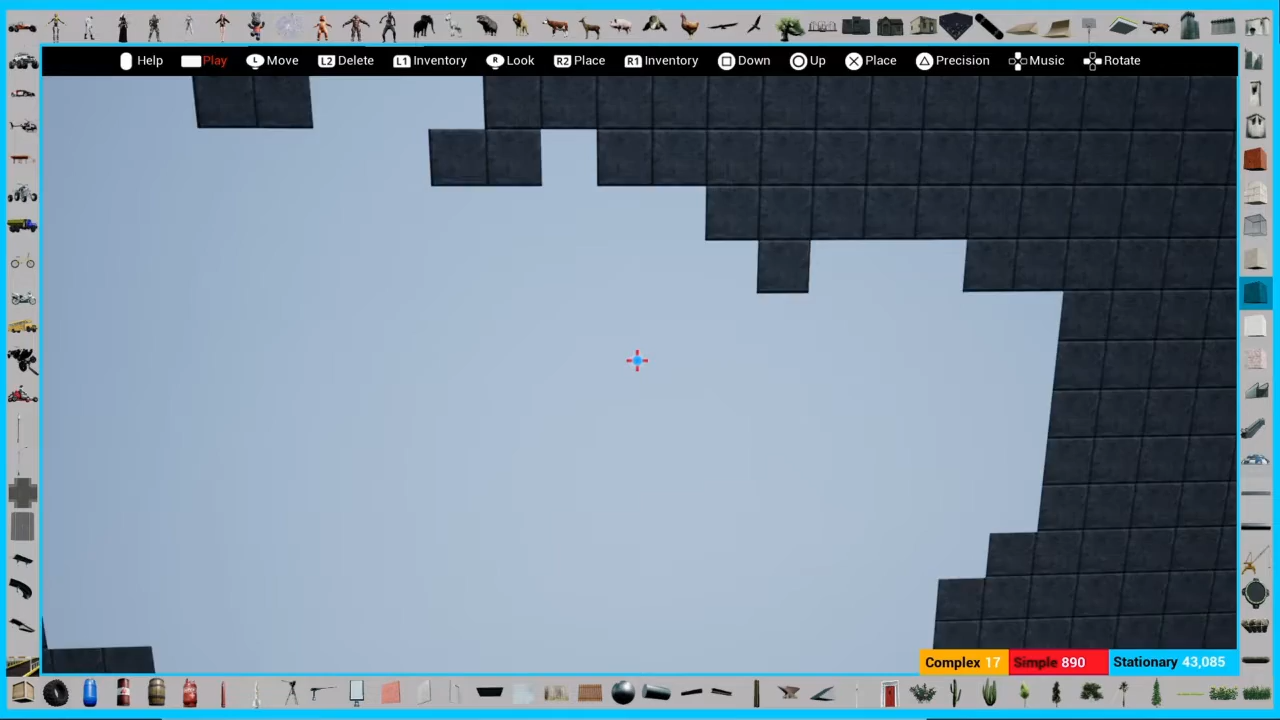 Help Play L Move L2 Delete L1 Inventory R Look R2 Place R1 Inventory Down Up Place Precision Music Rotate
Complex 17 Simple 890 Stationary 43,085